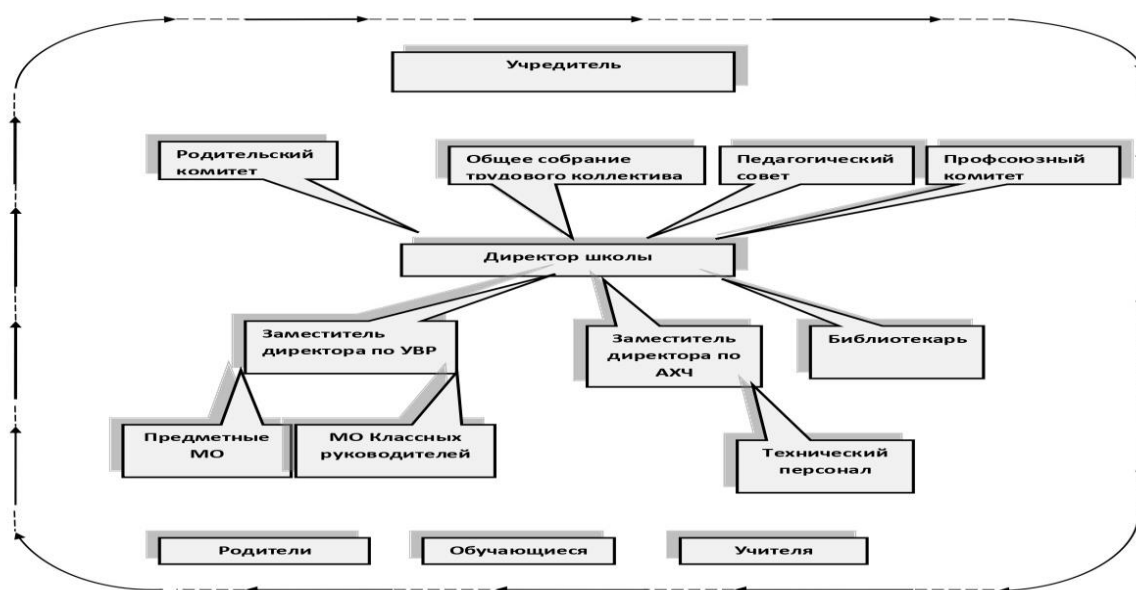 Учредитель
Родительский
комитет
Общее собрание
трудового коллектива
Педагогический
совет
Профсоюзный
комитет
Директор школы
Заместитель
директора по УВР
Заместитель
директора по
АХЧ
Библиотекарь
Предметные
МО
МО Классных
руководителей
Технический
персонал
Родители
Обучающиеся
Учителя